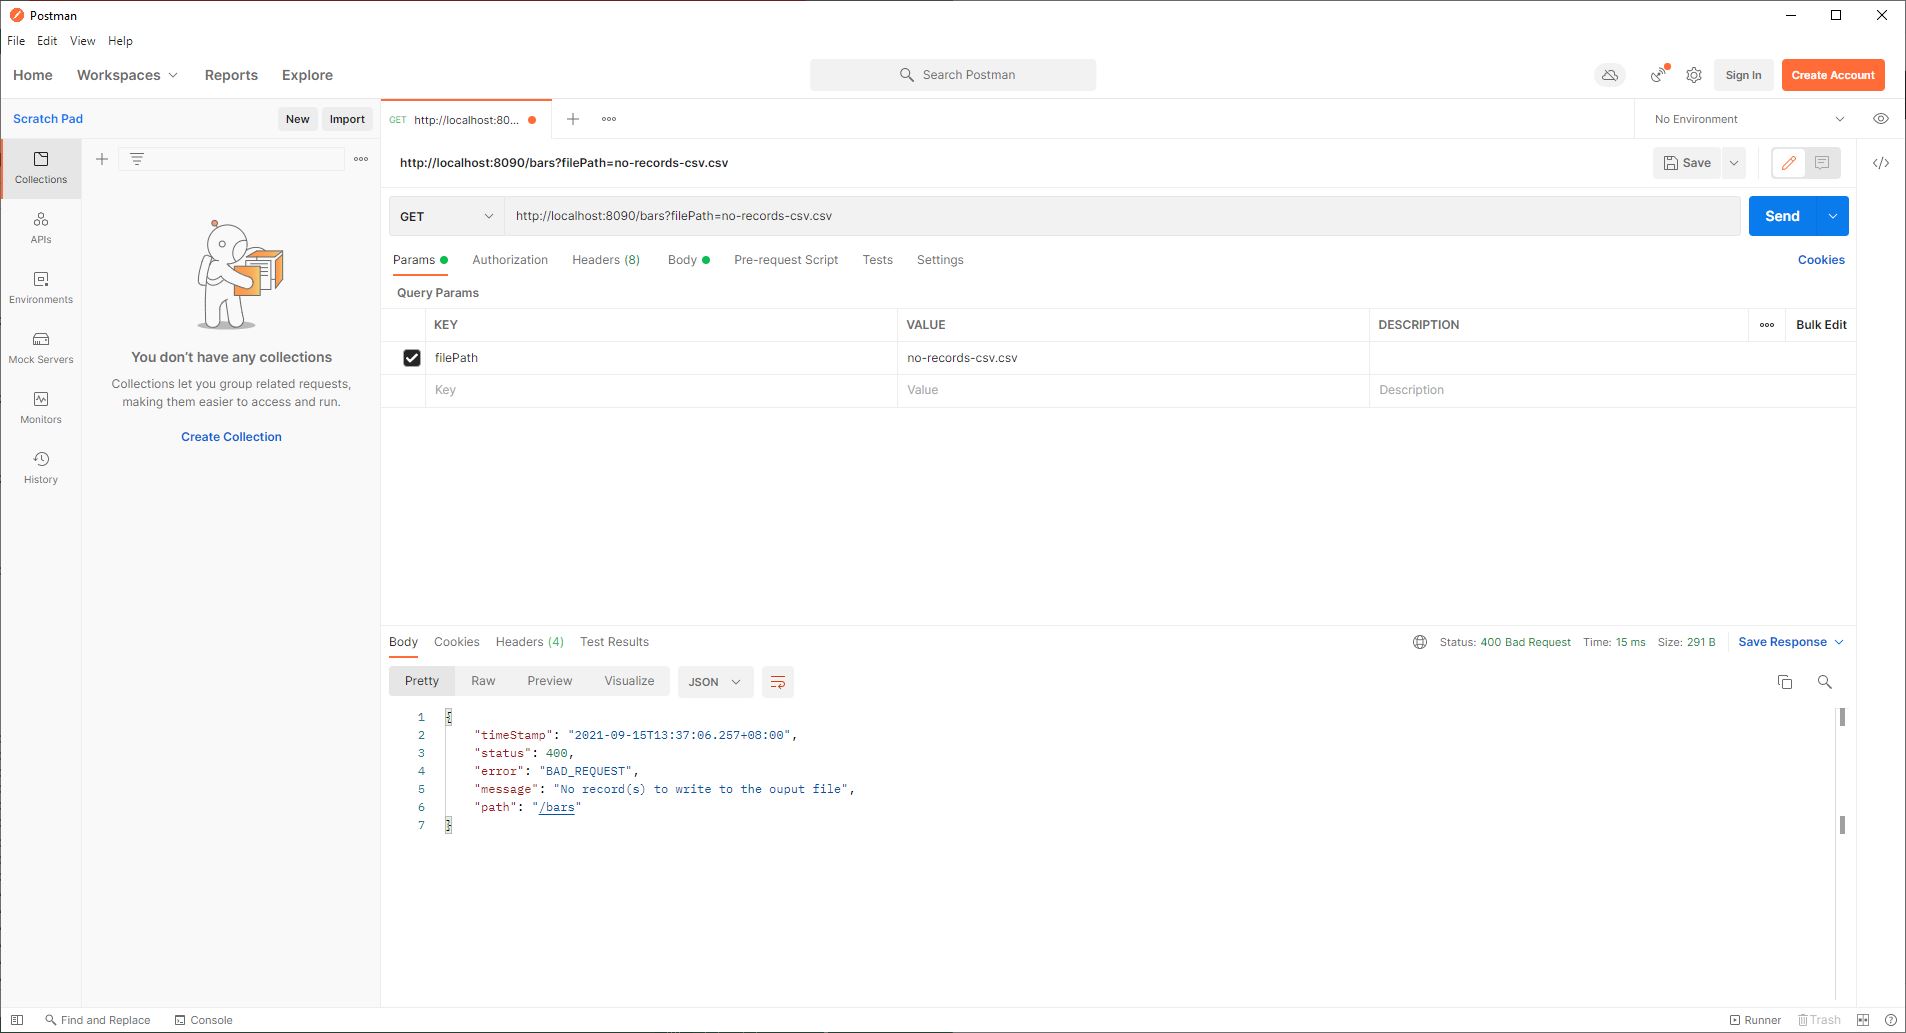 Postman
File Edit View Help
Home Workspaces Reports Explore
Search Postman
Sign In
Create Account
Scratch Pad
New
Import
GET http://localhost:80...
No Environment
Collections
APIs
Environments
Mock Servers
Monitors
History
You don't have any collections
Collections let you group related requests,
making them easier to access and run.
Create Collection
http://localhost:8090/bars?filePath=no-records-csv.csv
Save
GET
http://localhost:8090/bars?filePath=no-records-csv.csv
Send
Params Authorization Headers (8) Body Pre-request Script Tests Settings
Cookies
Query Params
KEY VALUE DESCRIPTION Bulk Edit
filePath no-records-csv.csv
Key Value Description
Body Cookies Headers (4) Test Results
Status: 400 Bad Request Time: 15 ms Size: 291 B Save Response
Pretty Raw Preview Visualize JSON
1 {
2 "timeStamp": "2021-09-15T13:37:06.257+08:00",
3 "status": 400,
4 "error": "BAD_REQUEST",
5 "message": "No record(s) to write to the ouput file",
6 "path": "/bars"
7 }
Find and Replace Console
Runner Trash